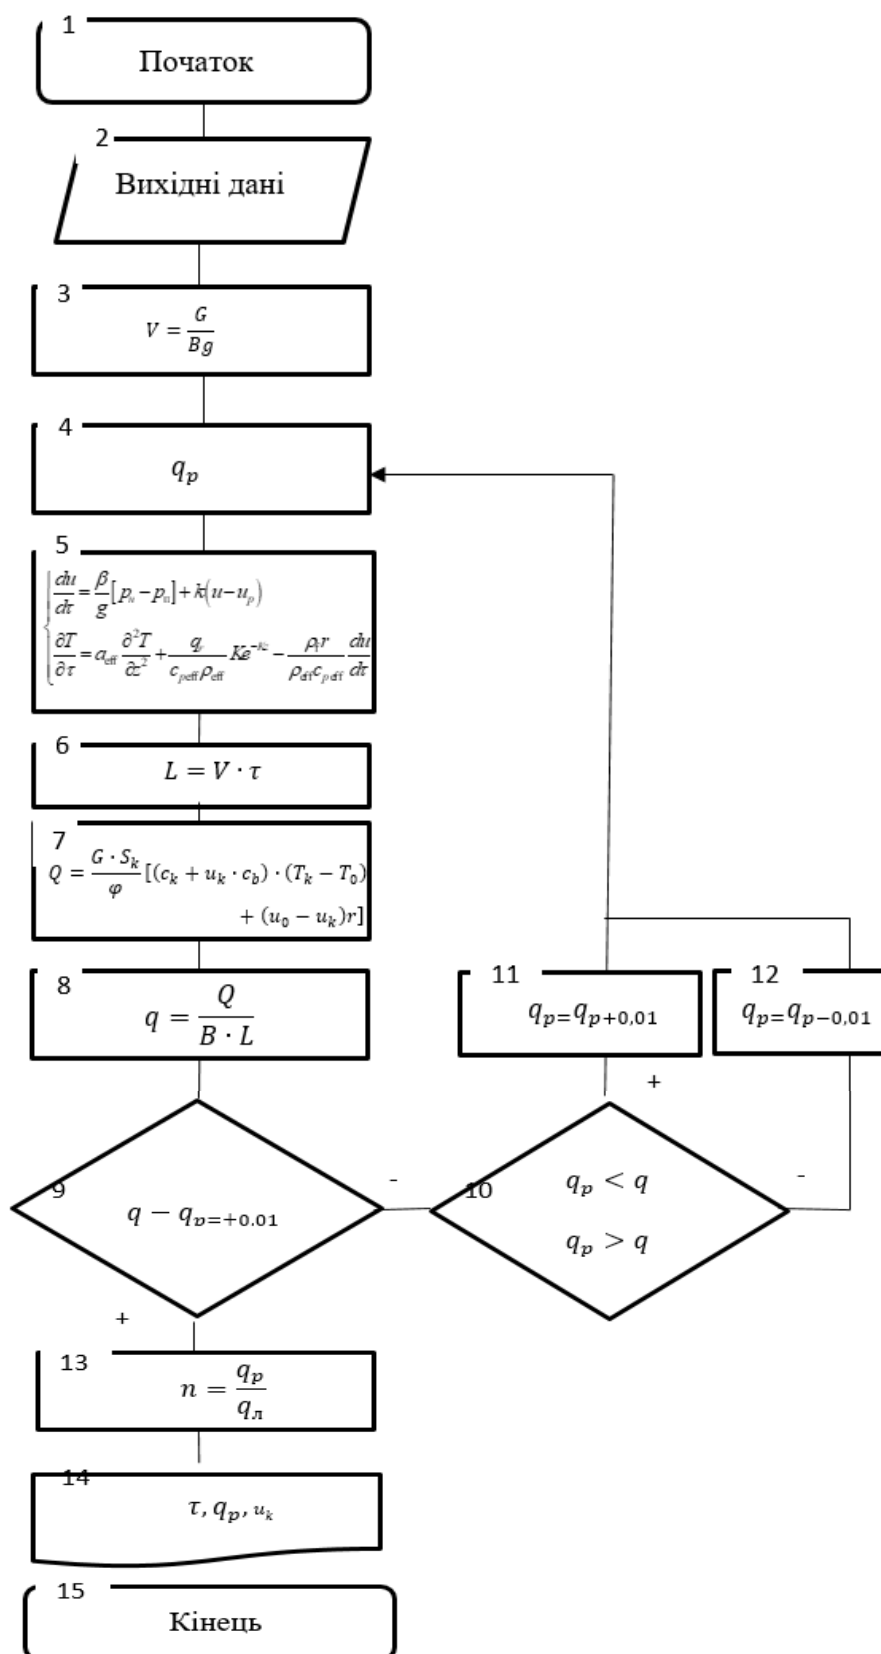 1
Початок
2
Вихідні дані
3
V = G / Bg
4
q_p
5
du/dτ = β/g [p_u − p_п] + k(u−u_p)
∂T/∂τ = a_eff ∂²T/∂z² + q_r / c_peff ρ_eff Ke^−Kz − ρ_l r / ρ_eff c_peff du/dτ
6
L = V · τ
7
Q = G · S_k / φ [(c_k + u_k · c_b) · (T_k − T_0)
+ (u_0 − u_k)r]
8
q = Q / B · L
11
q_p=q_p+0,01
12
q_p=q_p−0,01
+
9
q − q_p=+0.01
-
10
q_p < q
q_p > q
-
+
13
n = q_p / q_л
14
τ, q_p, u_k
15
Кінець